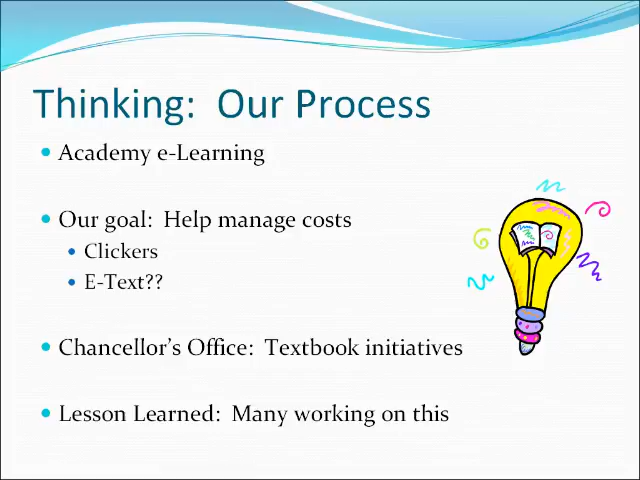 Thinking:  Our Process
Academy e-Learning
Our goal:  Help manage costs
Clickers
E-Text??
Chancellor’s Office:  Textbook initiatives
Lesson Learned:  Many working on this